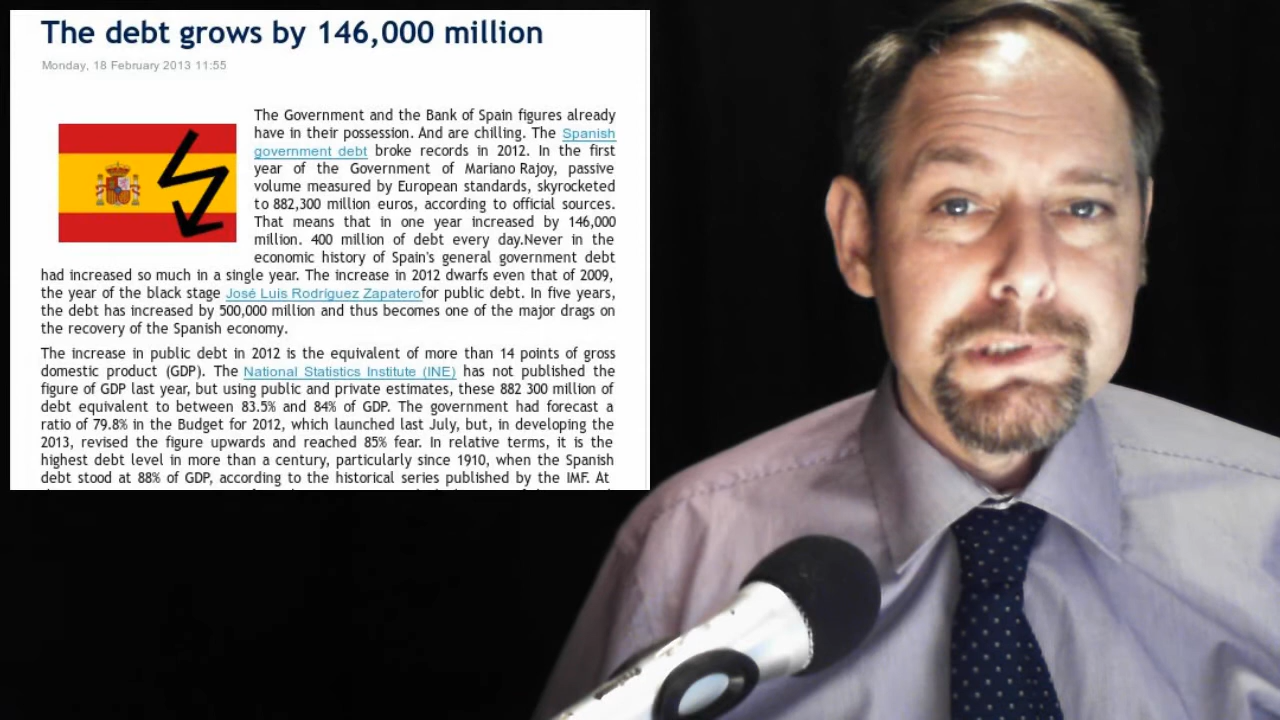 The debt grows by 146,000 million
Monday, 18 February 2013 11:55
The Government and the Bank of Spain figures already
have in their possession. And are chilling. The Spanish
government debt broke records in 2012. In the first
year of the Government of Mariano Rajoy, passive
volume measured by European standards, skyrocketed
to 882,300 million euros, according to official sources.
That means that in one year increased by 146,000
million. 400 million of debt every day.Never in the
economic history of Spain's general government debt
had increased so much in a single year. The increase in 2012 dwarfs even that of 2009,
the year of the black stage José Luis Rodríguez Zapaterofor public debt. In five years,
the debt has increased by 500,000 million and thus becomes one of the major drags on
the recovery of the Spanish economy.
The increase in public debt in 2012 is the equivalent of more than 14 points of gross
domestic product (GDP). The National Statistics Institute (INE) has not published the
figure of GDP last year, but using public and private estimates, these 882 300 million of
debt equivalent to between 83.5% and 84% of GDP. The government had forecast a
ratio of 79.8% in the Budget for 2012, which launched last July, but, in developing the
2013, revised the figure upwards and reached 85% fear. In relative terms, it is the
highest debt level in more than a century, particularly since 1910, when the Spanish
debt stood at 88% of GDP, according to the historical series published by the IMF. At